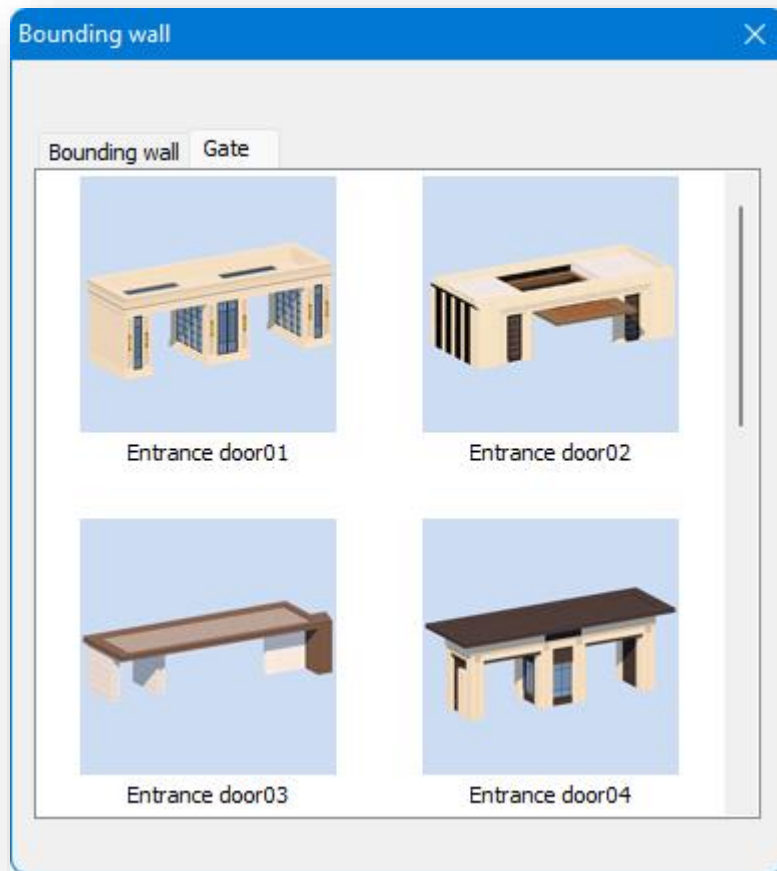 Bounding wall
Bounding wall Gate
Entrance door01 Entrance door02
Entrance door03 Entrance door04